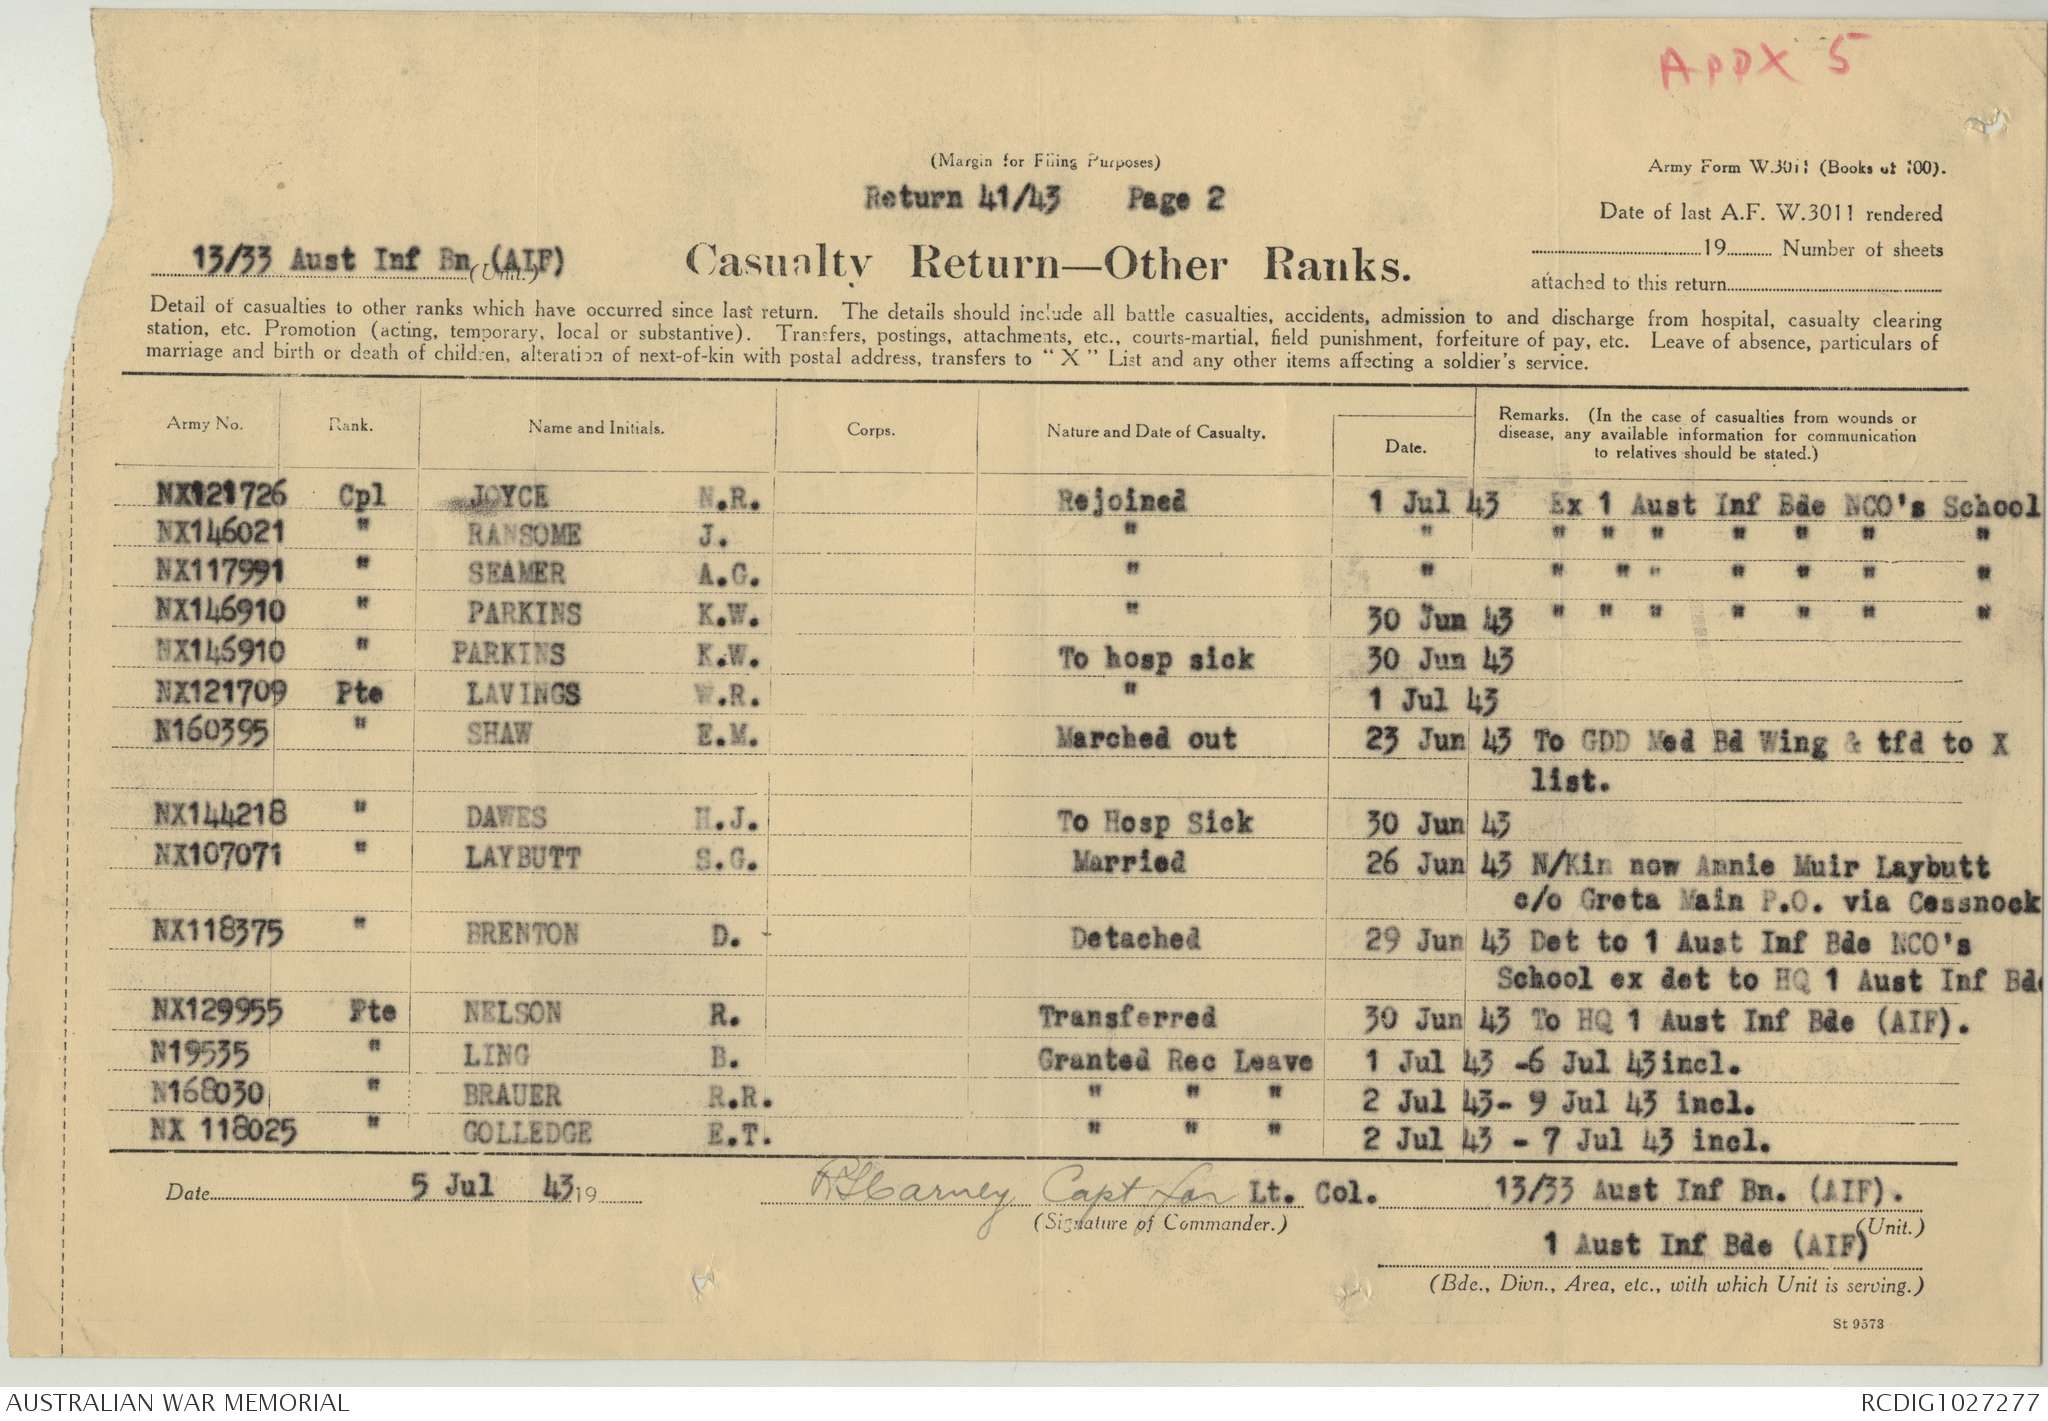 APPX 5
(Margin for Filing Purposes)
Army Form W.3011 (Books of 100).
Return 41/43 Page 2
Date of last A.F. W.3011 rendered
.......... 19...... Number of sheets
attached to this return..........
13/33 Aust Inf Bn (AIF)
(Unit.)
Casualty Return—Other Ranks.
Detail of casualties to other ranks which have occurred since last return. The details should include all battle casualties, accidents, admission to and discharge from hospital, casualty clearing
station, etc. Promotion (acting, temporary, local or substantive). Transfers, postings, attachments, etc., courts-martial, field punishment, forfeiture of pay, etc. Leave of absence, particulars of
marriage and birth or death of children, alteration of next-of-kin with postal address, transfers to "X" List and any other items affecting a soldier's service.
Army No. Rank. Name and Initials. Corps. Nature and Date of Casualty. Date. Remarks. (In the case of casualties from wounds or
disease, any available information for communication
to relatives should be stated.)
NX121726 Cpl JOYCE N.R. Rejoined 1 Jul 43 Ex 1 Aust Inf Bde NCO's School
NX146021 " RANSOME J. " " " " " " " " "
NX117991 " SEAMER A.G. " " " " " " " " "
NX146910 " PARKINS K.W. " 30 Jun 43 " " " " " " "
NX146910 " PARKINS K.W. To hosp sick 30 Jun 43
NX121709 Pte LAVINGS W.R. " 1 Jul 43
N160395 " SHAW E.M. Marched out 23 Jun 43 To GDD Med Bd Wing & tfd to X
list.
NX144218 " DAWES H.J. To Hosp Sick 30 Jun 43
NX107071 " LAYBUTT S.G. Married 26 Jun 43 N/Kin now Annie Muir Laybutt
c/o Greta Main P.O. via Cessnock
NX118375 " BRENTON D. Detached 29 Jun 43 Det to 1 Aust Inf Bde NCO's
School ex det to HQ 1 Aust Inf Bde
NX129955 Pte NELSON R. Transferred 30 Jun 43 To HQ 1 Aust Inf Bde (AIF).
N19535 " LING B. Granted Rec Leave 1 Jul 43 -6 Jul 43 incl.
N168030 " BRAUER R.R. " " " 2 Jul 43- 9 Jul 43 incl.
NX 118025 " GOLLEDGE E.T. " " " 2 Jul 43 - 7 Jul 43 incl.
Date 5 Jul 43 19 Capt for Lt. Col. 13/33 Aust Inf Bn. (AIF).
(Signature of Commander.) (Unit.)
1 Aust Inf Bde (AIF)
(Bde., Divn., Area, etc., with which Unit is serving.)
St 9573
AUSTRALIAN WAR MEMORIAL RCDIG1027277